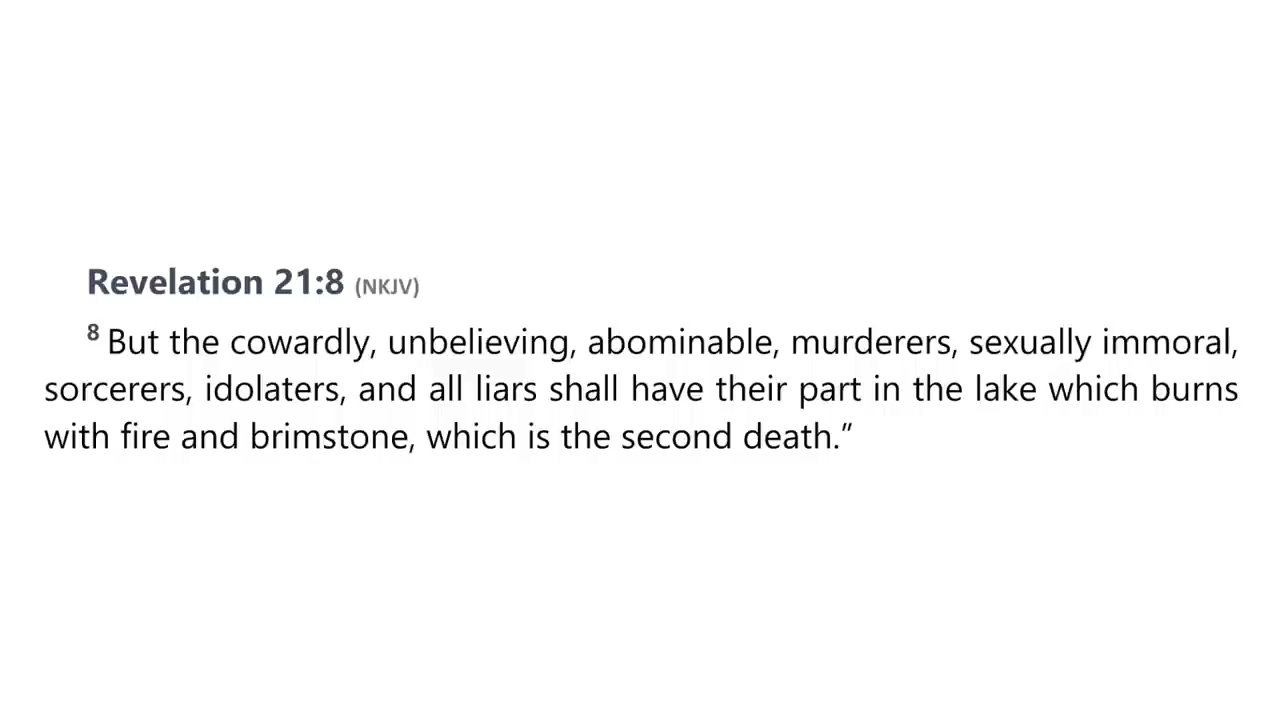 Revelation 21:8 (NKJV)
8 But the cowardly, unbelieving, abominable, murderers, sexually immoral,
sorcerers, idolaters, and all liars shall have their part in the lake which burns
with fire and brimstone, which is the second death.”